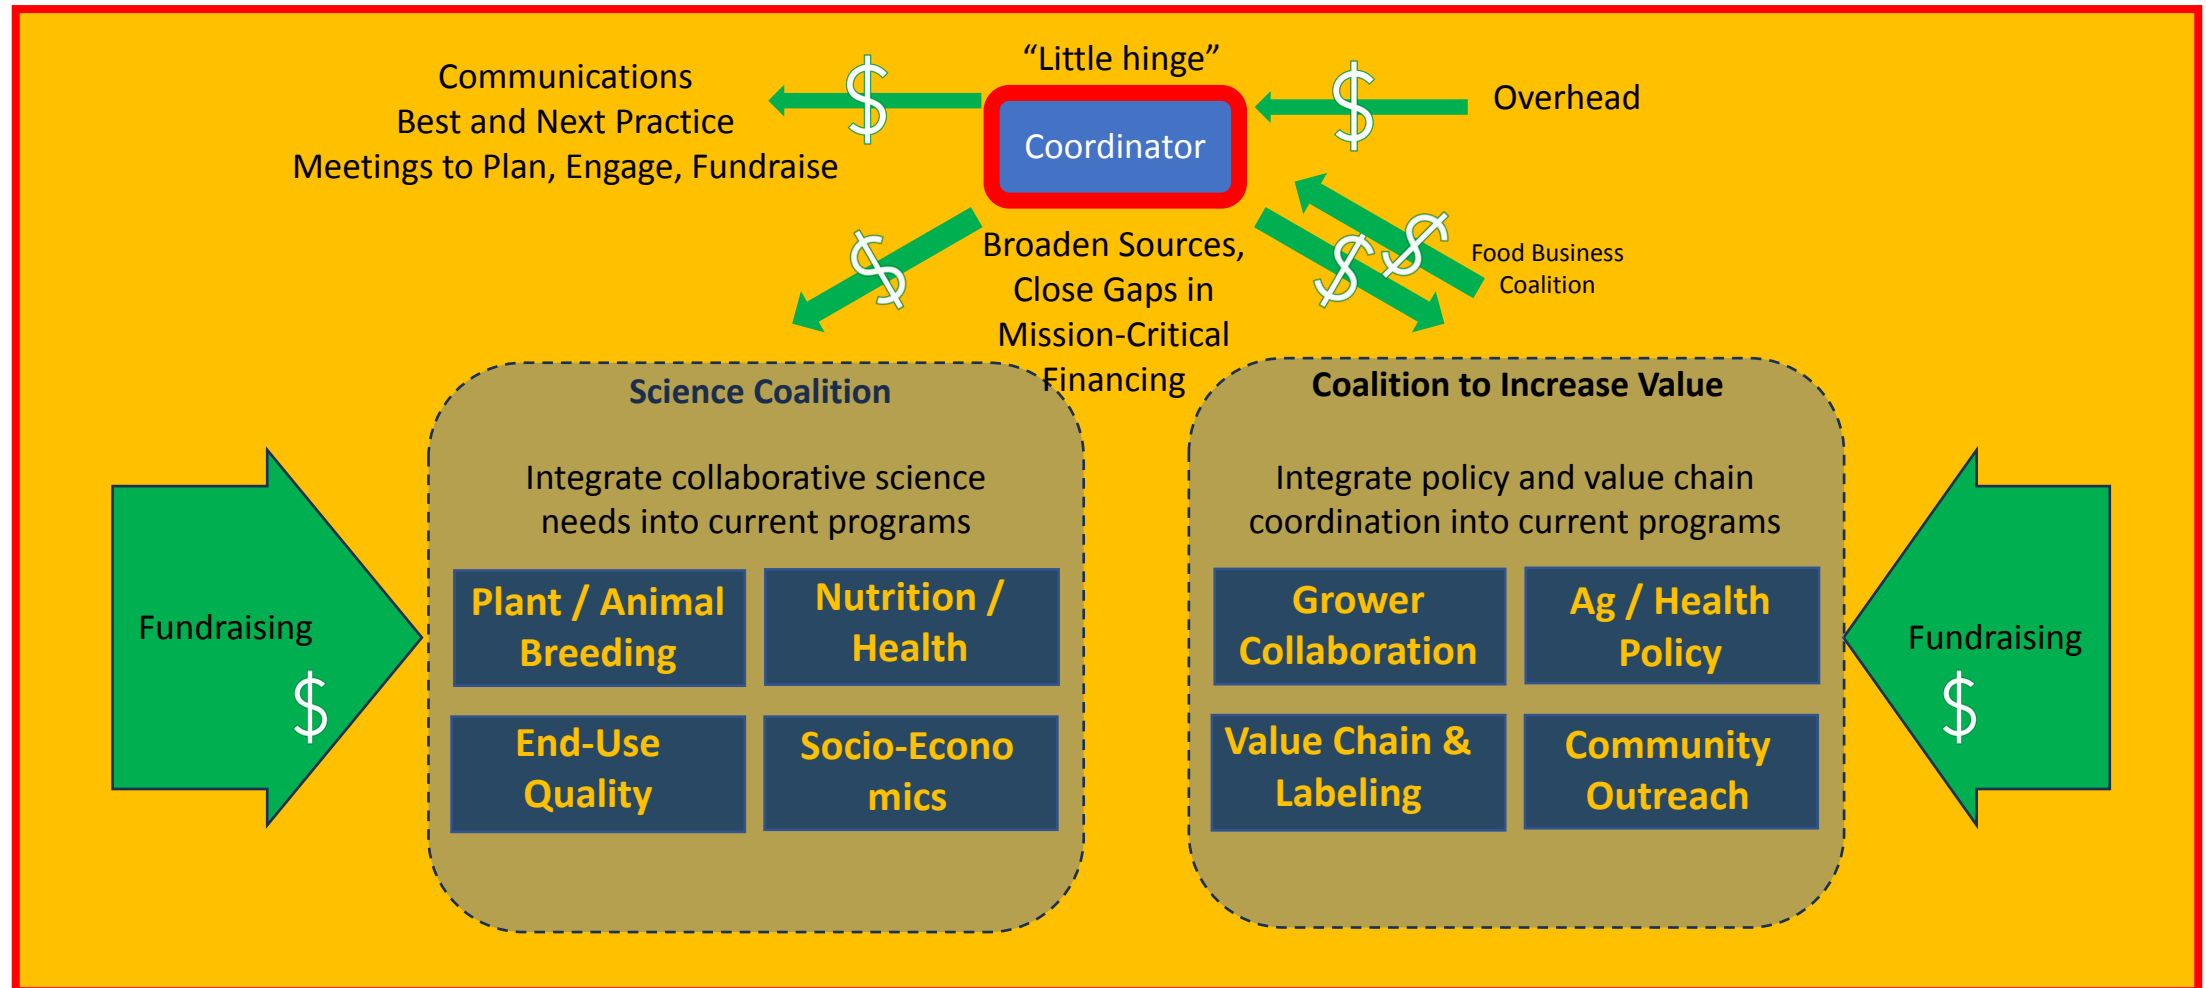 “Little hinge”
Communications
Best and Next Practice
Meetings to Plan, Engage, Fundraise
$
Coordinator
$
Overhead
$
Broaden Sources,
Close Gaps in
Mission-Critical
Financing
$
$
Food Business
Coalition
Science Coalition
Integrate collaborative science
needs into current programs
Plant / Animal
Breeding
Nutrition /
Health
End-Use
Quality
Socio-Econo
mics
Coalition to Increase Value
Integrate policy and value chain
coordination into current programs
Grower
Collaboration
Ag / Health
Policy
Value Chain &
Labeling
Community
Outreach
Fundraising
$
Fundraising
$